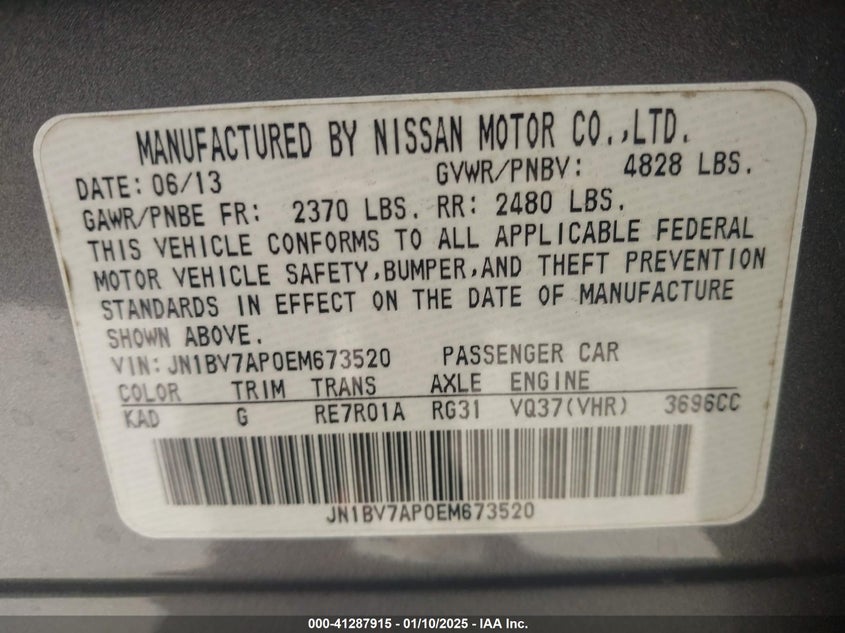 MANUFACTURED BY NISSAN MOTOR CO.,LTD.
DATE: 06/13 GVWR/PNBV: 4828 LBS.
GAWR/PNBE FR: 2370 LBS. RR: 2480 LBS.
THIS VEHICLE CONFORMS TO ALL APPLICABLE FEDERAL
MOTOR VEHICLE SAFETY,BUMPER,AND THEFT PREVENTION
STANDARDS IN EFFECT ON THE DATE OF MANUFACTURE
SHOWN ABOVE.
VIN: JN1BV7AP0EM673520 PASSENGER CAR
COLOR TRIM TRANS AXLE ENGINE
KAD G RE7R01A RG31 VQ37(VHR) 3696CC
JN1BV7AP0EM673520
000-41287915 - 01/10/2025 - IAA Inc.